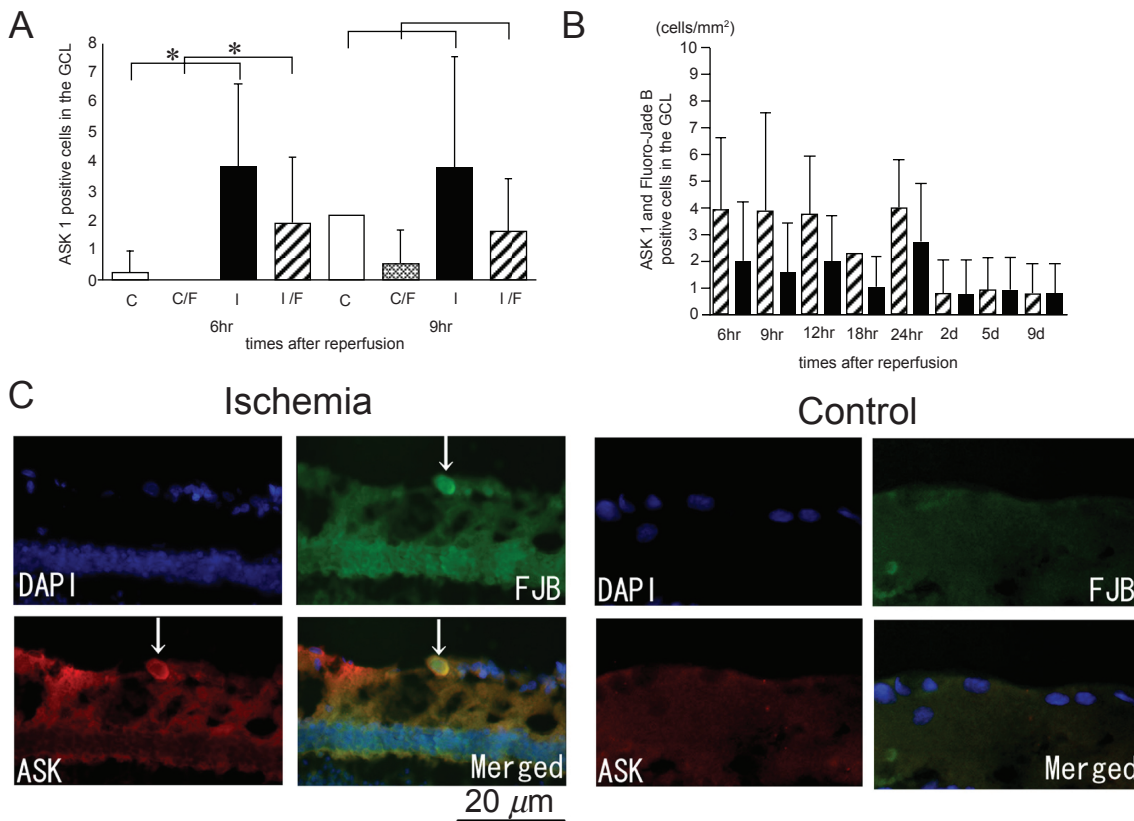 A
ASK 1 positive cells in the GCL
8
7
6
5
4
3
2
1
0
* *
C C/F I I /F C C/F I I /F
6hr 9hr
times after reperfusion
B
(cells/mm²)
ASK 1 and Fluoro-Jade B
positive cells in the GCL
10
9
8
7
6
5
4
3
2
1
0
6hr 9hr 12hr 18hr 24hr 2d 5d 9d
times after reperfusion
C
Ischemia
Control
DAPI FJB DAPI FJB
ASK Merged ASK Merged
20 μm